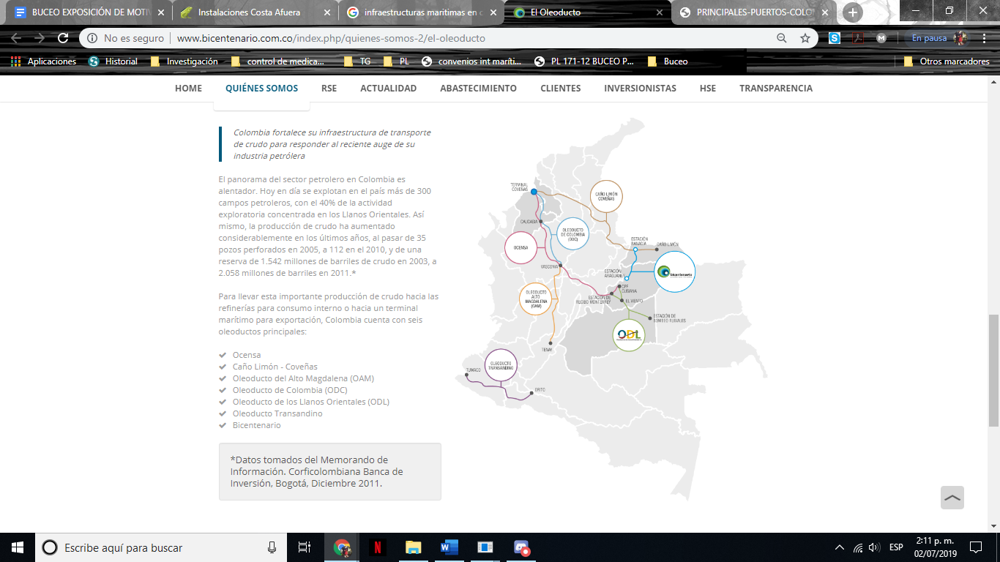 BUCEO EXPOSICIÓN DE MOTIV
Instalaciones Costa Afuera
infraestructuras maritimas en c
El Oleoducto
PRINCIPALES-PUERTOS-COLO
No es seguro
www.bicentenario.com.co/index.php/quienes-somos-2/el-oleoducto
En pausa
Aplicaciones
Historial
Investigación
control de medica...
TG
PL
convenios int maríti...
PL 171-12 BUCEO P...
Buceo
Otros marcadores
HOME
QUIÉNES SOMOS
RSE
ACTUALIDAD
ABASTECIMIENTO
CLIENTES
INVERSIONISTAS
HSE
TRANSPARENCIA
Colombia fortalece su infraestructura de transporte
de crudo para responder al reciente auge de su
industria petrólera
El panorama del sector petrolero en Colombia es
alentador. Hoy en día se explotan en el país más de 300
campos petroleros, con el 40% de la actividad
exploratoria concentrada en los Llanos Orientales. Así
mismo, la producción de crudo ha aumentado
considerablemente en los últimos años, al pasar de 35
pozos perforados en 2005, a 112 en el 2010, y de una
reserva de 1.542 millones de barriles de crudo en 2003, a
2.058 millones de barriles en 2011.*
Para llevar esta importante producción de crudo hacia las
refinerías para consumo interno o hacia un terminal
marítimo para exportación, Colombia cuenta con seis
oleoductos principales:
Ocensa
Caño Limón - Coveñas
Oleoducto del Alto Magdalena (OAM)
Oleoducto de Colombia (ODC)
Oleoducto de los Llanos Orientales (ODL)
Oleoducto Transandino
Bicentenario
*Datos tomados del Memorando de
Información. Corficolombiana Banca de
Inversión, Bogotá, Diciembre 2011.
TERMINAL
COVEÑAS
CAÑO LIMÓN
COVEÑAS
CAUCASIA
OLEODUCTO
DE COLOMBIA
(ODC)
OCENSA
ESTACIÓN
BANADÍA
CAÑO LIMÓN
VASCONIA
ESTACIÓN
ARAGUANEY
bicentenario
CPF
CUSIANA
OLEODUCTO
ALTO
MAGDALENA
(OAM)
ESTACIÓN DE
RECIBO MONTERREY
EL VIENTO
ESTACIÓN DE
BOMBEO RUBIALES
ODL
TENAY
OLEODUCTO
TRANSANDINO
TUMACO
ORITO
Escribe aquí para buscar
ESP
2:11 p. m.
02/07/2019